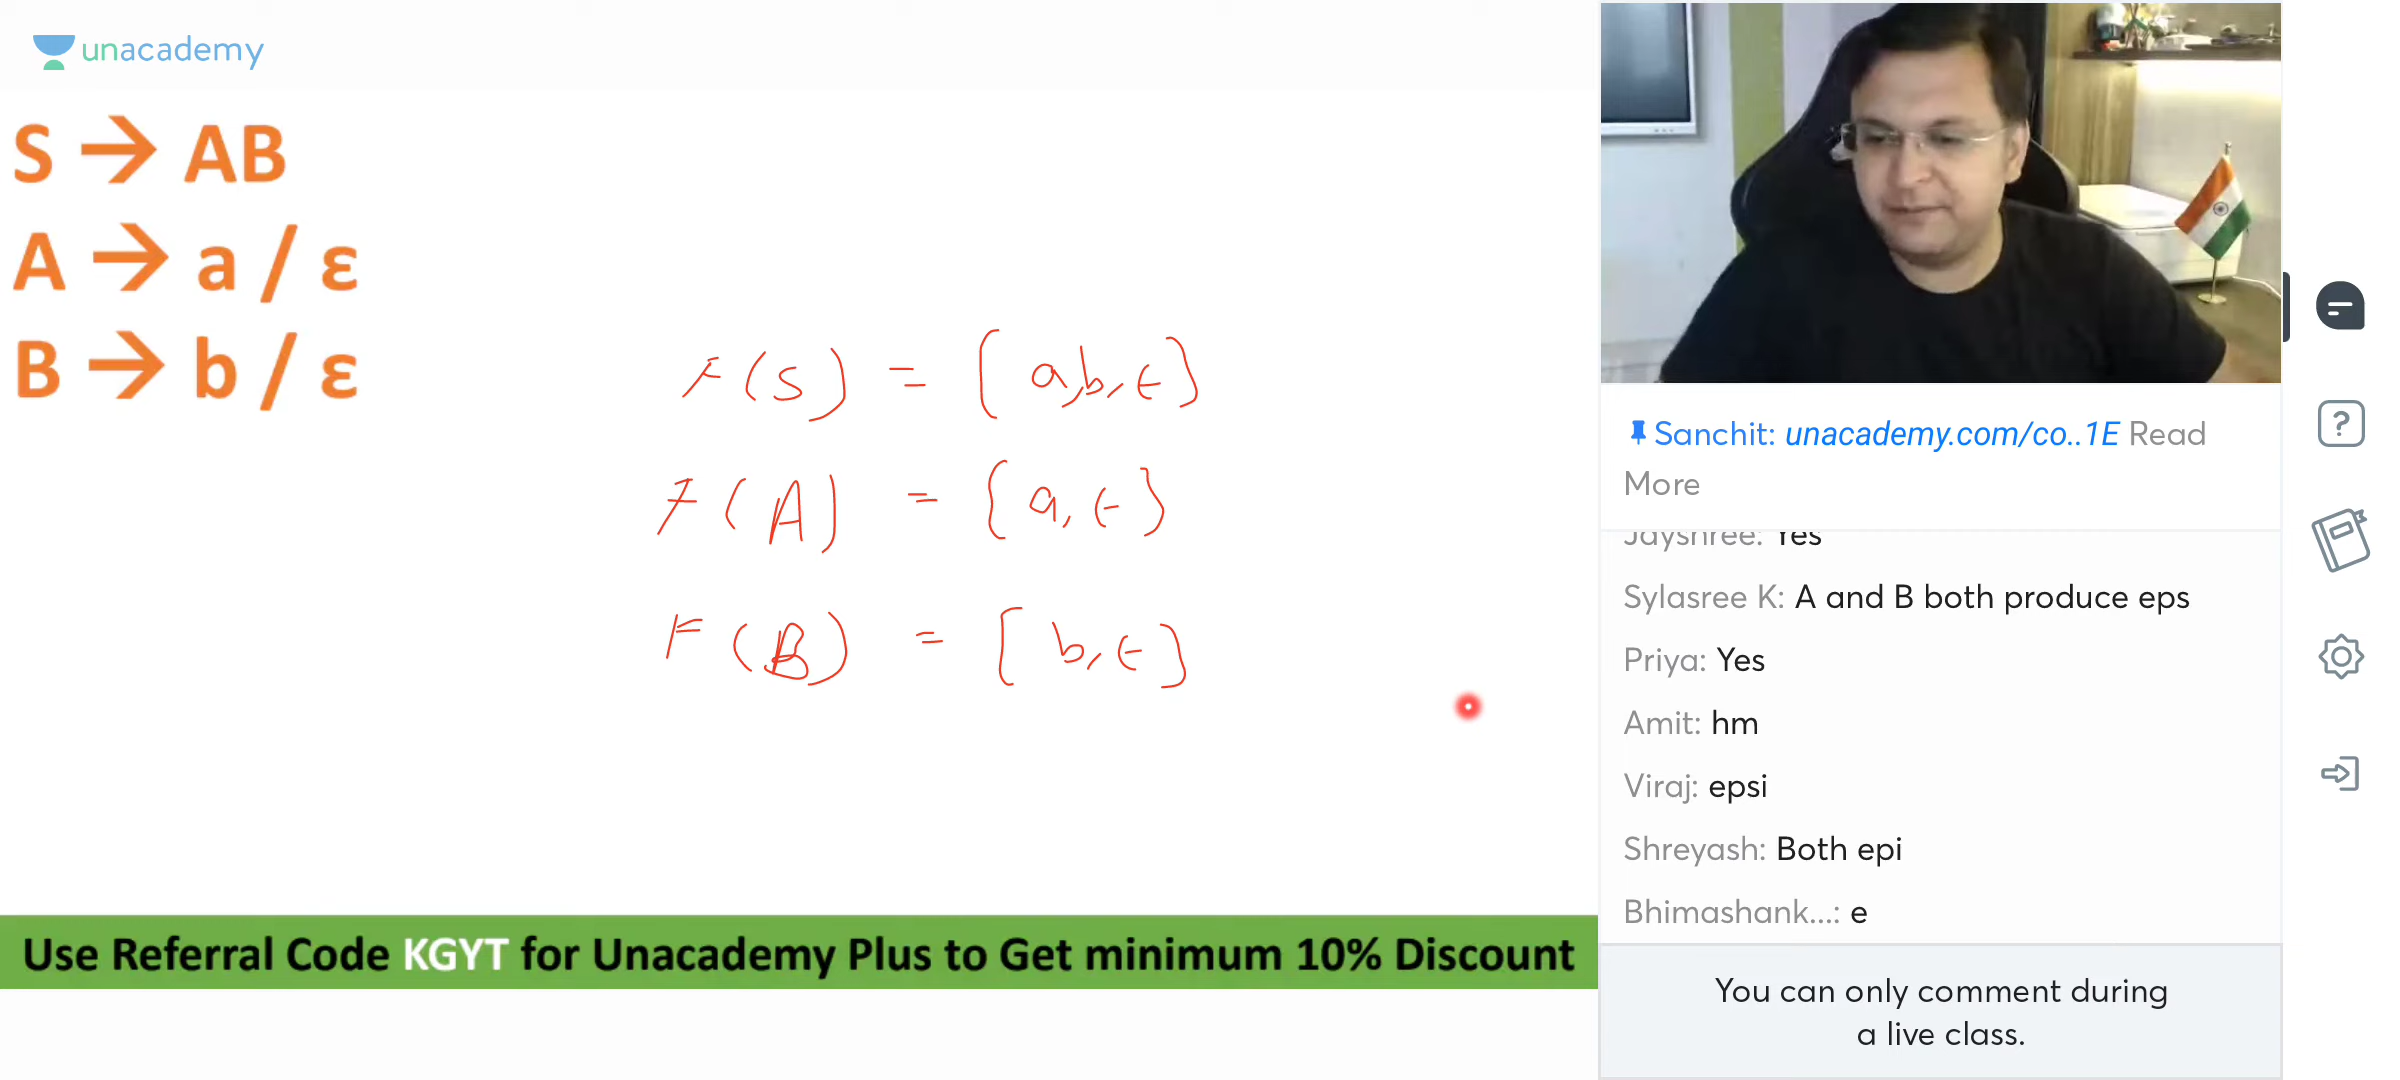 unacademy
S → AB
A → a / ε
B → b / ε
F(S) = { a,b,ϵ}
F(A) = {a,ϵ}
F(B) = { b,ϵ}
Use Referral Code KGYT for Unacademy Plus to Get minimum 10% Discount
Sanchit: unacademy.com/co..1E Read
More
Jayshree: Yes
Sylasree K: A and B both produce eps
Priya: Yes
Amit: hm
Viraj: epsi
Shreyash: Both epi
Bhimashank...: e
You can only comment during
a live class.